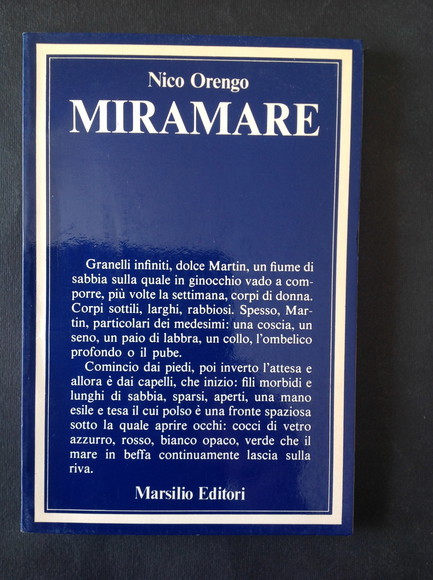 Nico Orengo
MIRAMARE
Granelli infiniti, dolce Martin, un fiume di
sabbia sulla quale in ginocchio vado a com-
porre, più volte la settimana, corpi di donna.
Corpi sottili, larghi, rabbiosi. Spesso, Mar-
tin, particolari dei medesimi: una coscia, un
seno, un paio di labbra, un collo, l'ombelico
profondo o il pube.
Comincio dai piedi, poi inverto l'attesa e
allora è dai capelli, che inizio: fili morbidi e
lunghi di sabbia, sparsi, aperti, una mano
esile e tesa il cui polso è una fronte spaziosa
sotto la quale aprire occhi: cocci di vetro
azzurro, rosso, bianco opaco, verde che il
mare in beffa continuamente lascia sulla
riva.
Marsilio Editori